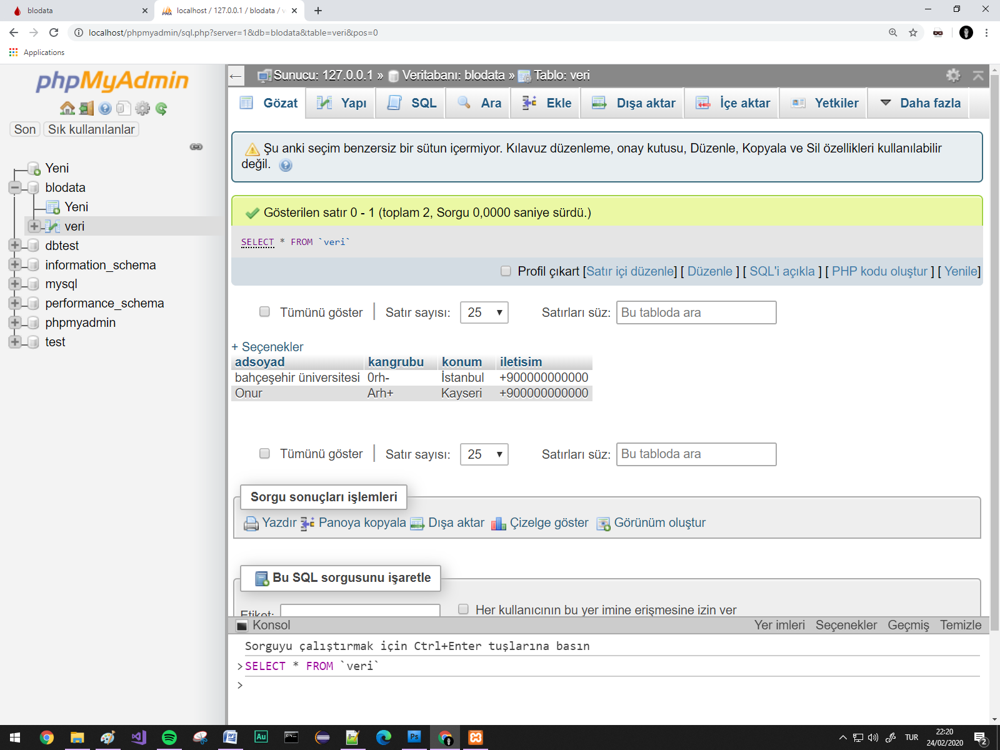 blodata
localhost / 127.0.0.1 / blodata / v
localhost/phpmyadmin/sql.php?server=1&db=blodata&table=veri&pos=0
Applications
phpMyAdmin
Son
Sık kullanılanlar
Yeni
blodata
Yeni
veri
dbtest
information_schema
mysql
performance_schema
phpmyadmin
test
Sunucu: 127.0.0.1 » Veritabanı: blodata » Tablo: veri
Gözat Yapı SQL Ara Ekle Dışa aktar İçe aktar Yetkiler Daha fazla
Şu anki seçim benzersiz bir sütun içermiyor. Kılavuz düzenleme, onay kutusu, Düzenle, Kopyala ve Sil özellikleri kullanılabilir
değil.
Gösterilen satır 0 - 1 (toplam 2, Sorgu 0,0000 saniye sürdü.)
SELECT * FROM `veri`
Profil çıkart [Satır içi düzenle] [ Düzenle ] [ SQL'i açıkla ] [ PHP kodu oluştur ] [ Yenile]
Tümünü göster | Satır sayısı: 25 Satırları süz: Bu tabloda ara
+ Seçenekler
adsoyad kangrubu konum iletisim
bahçeşehir üniversitesi 0rh- İstanbul +900000000000
Onur Arh+ Kayseri +900000000000
Tümünü göster | Satır sayısı: 25 Satırları süz: Bu tabloda ara
Sorgu sonuçları işlemleri
Yazdır Panoya kopyala Dışa aktar Çizelge göster Görünüm oluştur
Bu SQL sorgusunu işaretle
Etiket: Her kullanıcının bu yer imine erişmesine izin ver
Konsol Yer imleri Seçenekler Geçmiş Temizle
Sorguyu çalıştırmak için Ctrl+Enter tuşlarına basın
>SELECT * FROM `veri`
>
TUR
22:20
24/02/2020
2